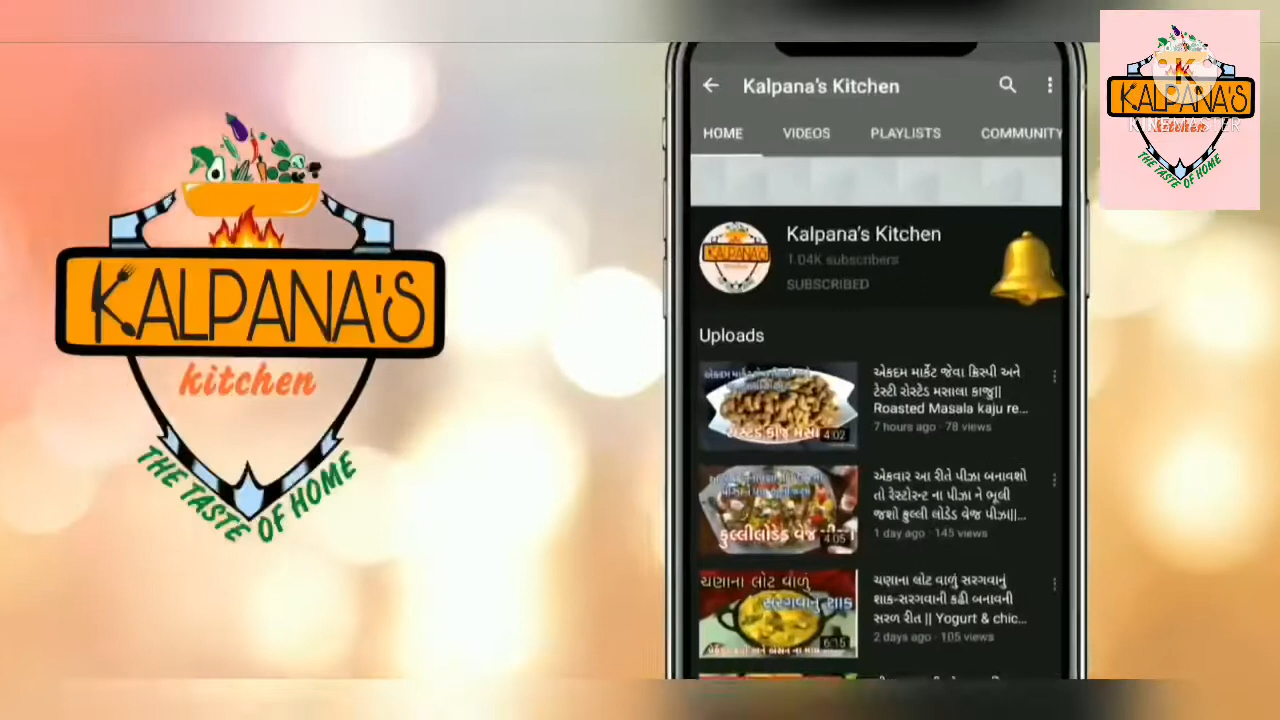 KALPANA'S
kitchen
THE TASTE OF HOME
Kalpana's Kitchen
HOME VIDEOS PLAYLISTS COMMUNITY
Kalpana's Kitchen
1.04K subscribers
SUBSCRIBED
Uploads
એકદમ માર્કેટ જેવા ક્રિસ્પી અને
ટેસ્ટી રોસ્ટેડ મસાલા કાજુ||
Roasted Masala kaju re...
7 hours ago · 78 views
4:02
એકવાર આ રીતે પીઝા બનાવશો
તો રેસ્ટોરન્ટ ના પીઝા ને ભૂલી
જશો ફુલ્લી લોડેડ વેજ પીઝા||...
1 day ago · 145 views
ફુલ્લીલોડેડ વેજ પીઝા
4:05
ચણાના લોટ વાળું
સરગવાનું શાક
6:15
ચણાના લોટ વાળું સરગવાનું
શાક-સરગવાની કઢી બનાવની
સરળ રીત || Yogurt & chic...
2 days ago · 105 views
K
KALPANA'S
KINEMASTER
kitchen
THE TASTE OF HOME